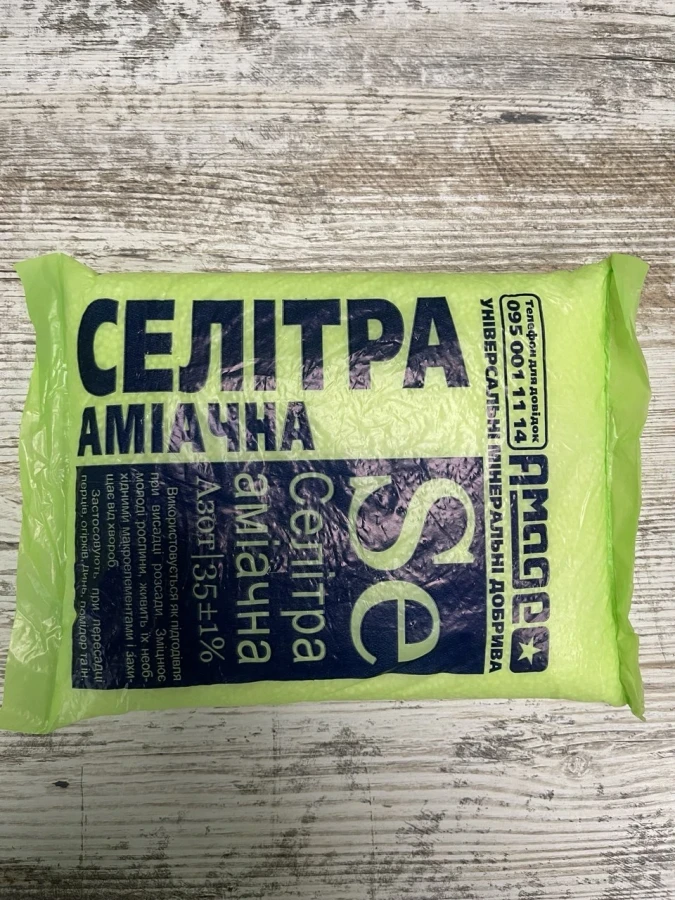 СЕЛІТРА
АМІАЧНА
Телефон для довідок
095 001 11 14
УНІВЕРСАЛЬНІ МІНЕРАЛЬНІ ДОБРИВА
Se
Селітра
аміачна
Азот 35±1%
Використовується як підгодівля
при висадці розсади. Зміцнює
молоді рослини, живить їх необ-
хідними макроелементами і захи-
щає від хвороб.
Застосовують при пересадці
перцю, огірків, динь, помідор та ін